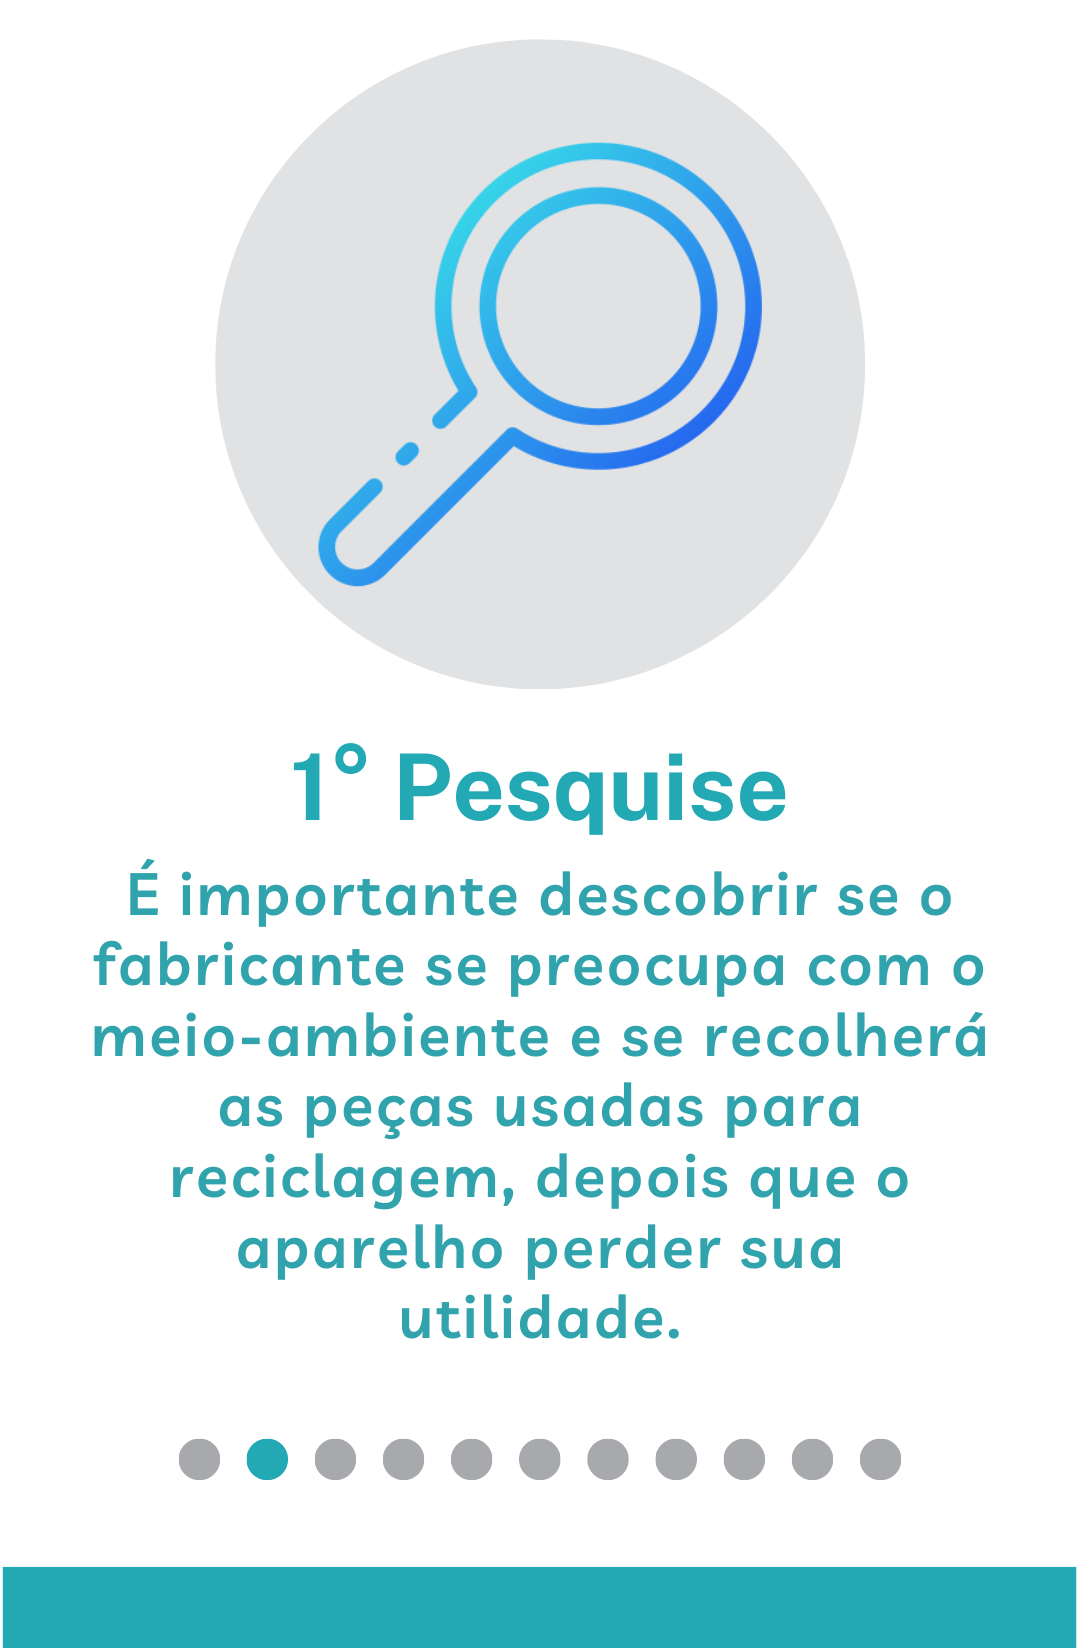 1° Pesquise
É importante descobrir se o
fabricante se preocupa com o
meio-ambiente e se recolherá
as peças usadas para
reciclagem, depois que o
aparelho perder sua
utilidade.